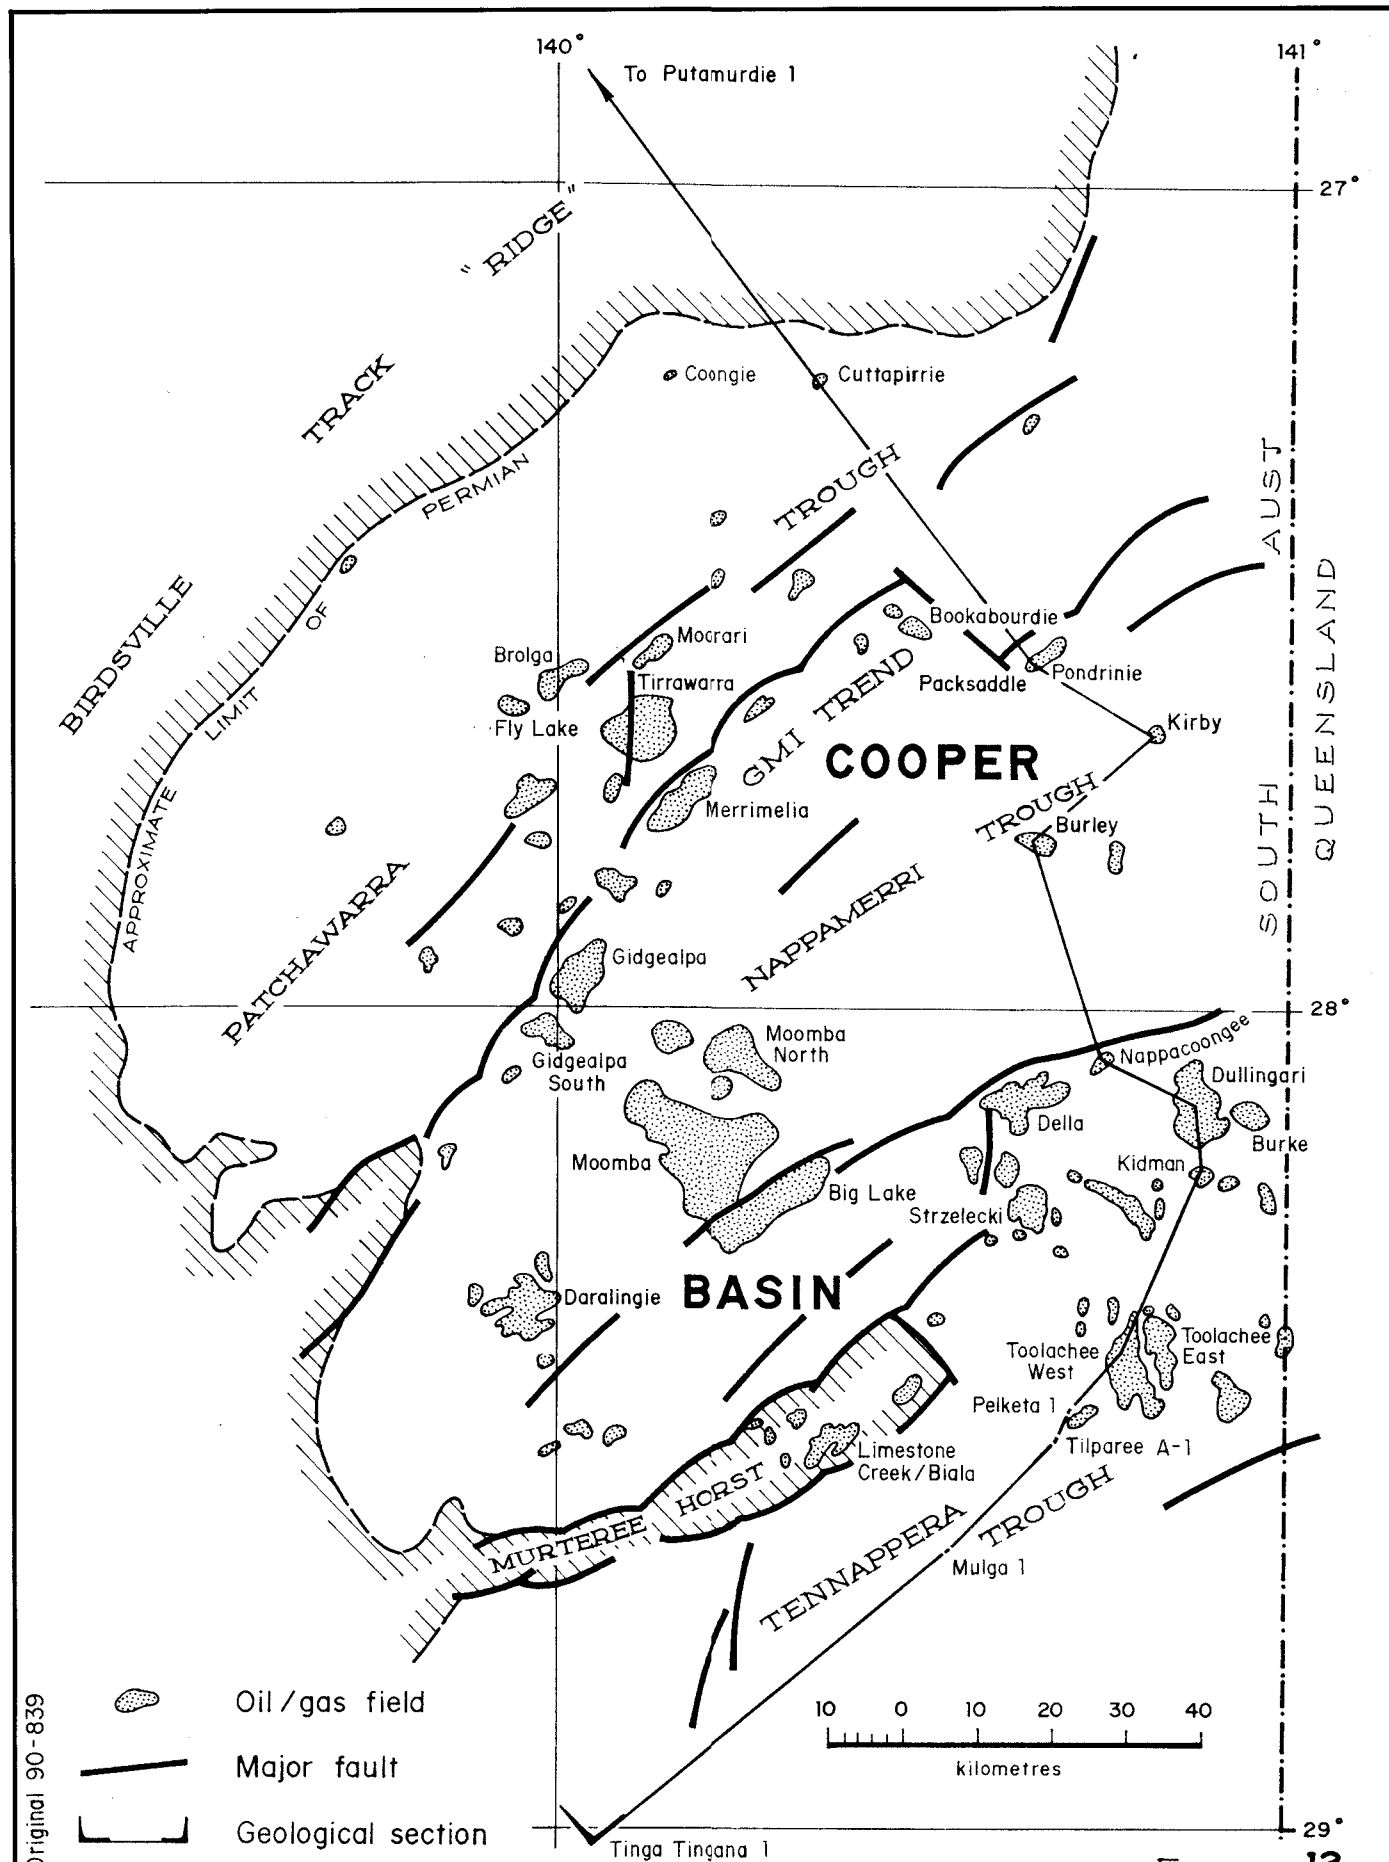 140°
141°
To Putamurdie 1
27°
BIRDSVILLE
TRACK
"RIDGE"
APPROXIMATE
LIMIT
OF
PERMIAN
Coongie
Cuttapirrie
TROUGH
SOUTH AUST
QUEENSLAND
Bookabourdie
Moorari
Brolga
Tirrawarra
Packsaddle
Pondrinie
Fly Lake
GMI TREND
Kirby
COOPER
Merrimelia
TROUGH
Burley
PATCHAWARRA
NAPPAMERRI
Gidgealpa
28°
Nappacoongee
Moomba
North
Gidgealpa
South
Dullingari
Della
Burke
Moomba
Kidman
Big Lake
Strzelecki
Daralingie
BASIN
Toolachee
West
Toolachee
East
Pelketa 1
Tilparee A-1
Limestone
Creek/Biala
MURTEREE HORST
TENNAPPERA TROUGH
Mulga 1
Oil/gas field
Major fault
Geological section
10 0 10 20 30 40
kilometres
Original 90-839
Tinga Tingana 1
29°